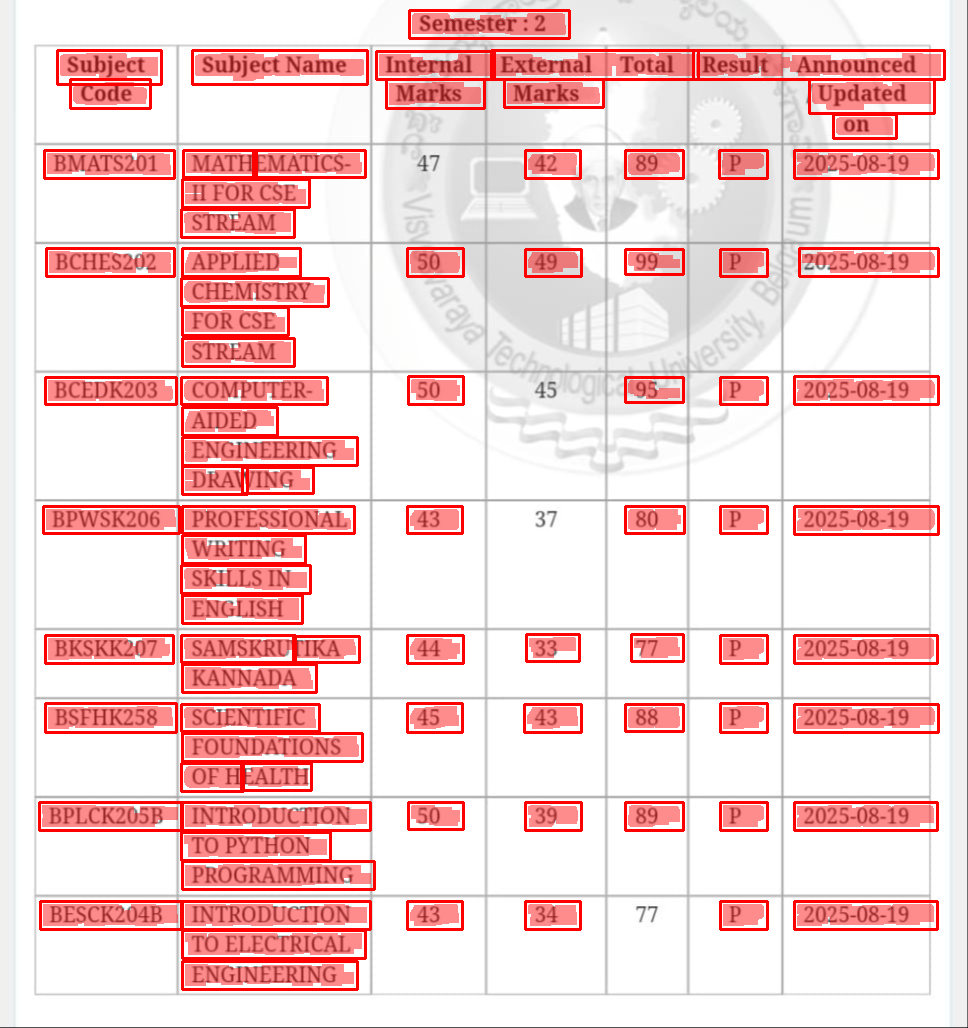 Semester : 2
Subject Code Subject Name Internal Marks External Marks Total Result Announced Updated on
BMATS201 MATHEMATICS-II FOR CSE STREAM 47 42 89 P 2025-08-19
BCHES202 APPLIED CHEMISTRY FOR CSE STREAM 50 49 99 P 2025-08-19
BCEDK203 COMPUTER-AIDED ENGINEERING DRAWING 50 45 95 P 2025-08-19
BPWSK206 PROFESSIONAL WRITING SKILLS IN ENGLISH 43 37 80 P 2025-08-19
BKSKK207 SAMSKRUTIKA KANNADA 44 33 77 P 2025-08-19
BSFHK258 SCIENTIFIC FOUNDATIONS OF HEALTH 45 43 88 P 2025-08-19
BPLCK205B INTRODUCTION TO PYTHON PROGRAMMING 50 39 89 P 2025-08-19
BESCK204B INTRODUCTION TO ELECTRICAL ENGINEERING 43 34 77 P 2025-08-19
Technological University, Belgaum